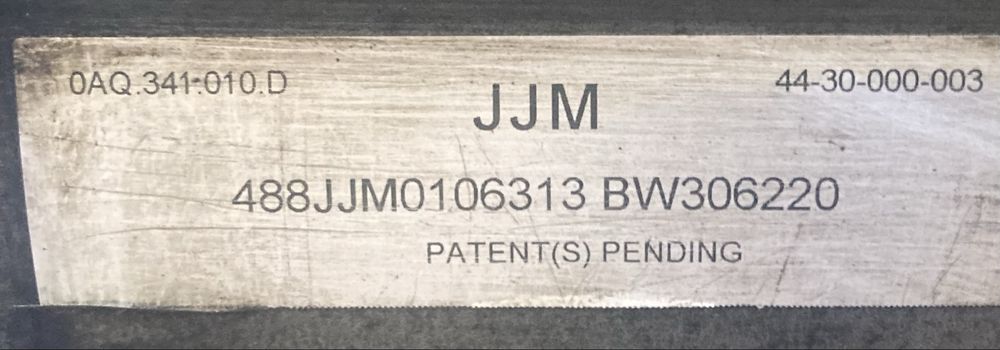 0AQ.341.010.D
44-30-000-003
JJM
488JJM0106313 BW306220
PATENT(S) PENDING